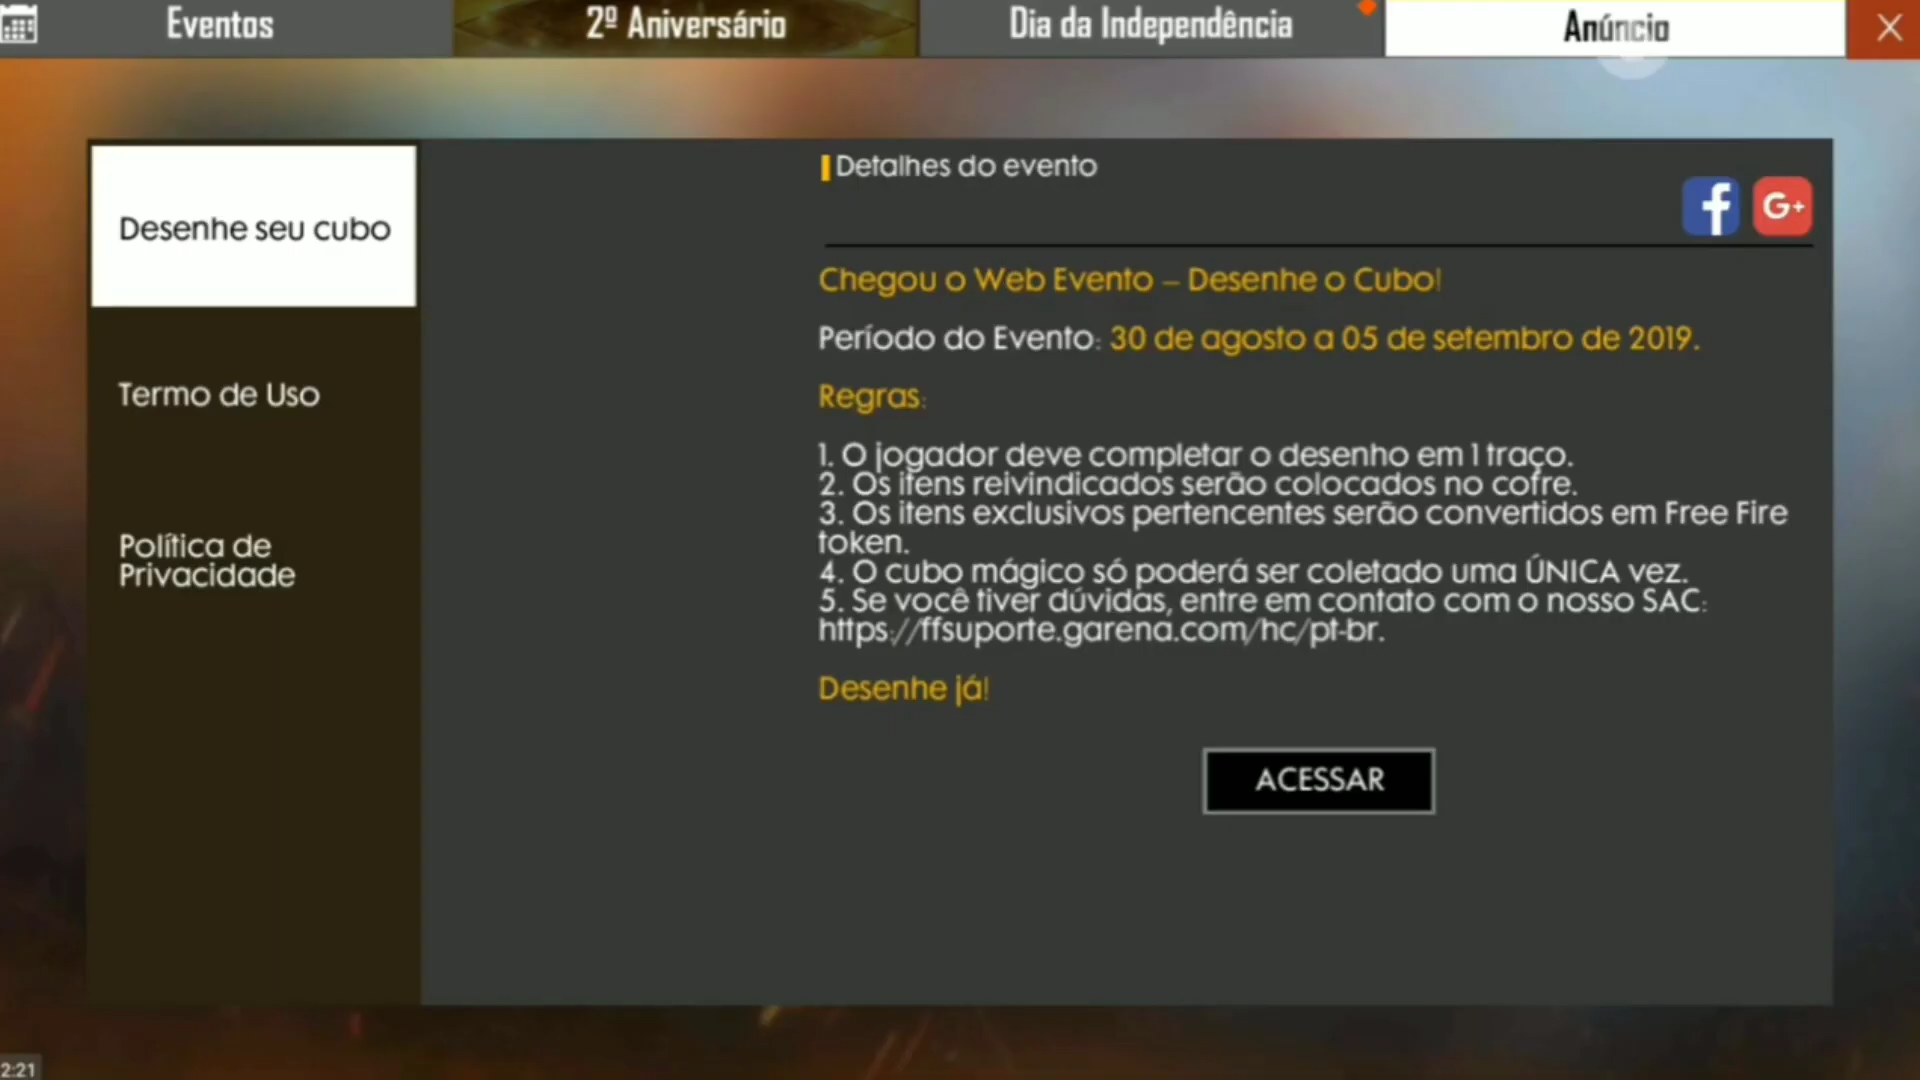 Eventos
2º Aniversário
Dia da Independência
Anúncio
X
Desenhe seu cubo
Termo de Uso
Política de
Privacidade
Detalhes do evento
f
G+
Chegou o Web Evento – Desenhe o Cubo!
Período do Evento: 30 de agosto a 05 de setembro de 2019.
Regras:
1. O jogador deve completar o desenho em 1 traço.
2. Os itens reivindicados serão colocados no cofre.
3. Os itens exclusivos pertencentes serão convertidos em Free Fire
token.
4. O cubo mágico só poderá ser coletado uma ÚNICA vez.
5. Se você tiver dúvidas, entre em contato com o nosso SAC:
https://ffsuporte.garena.com/hc/pt-br.
Desenhe já!
ACESSAR
2:21